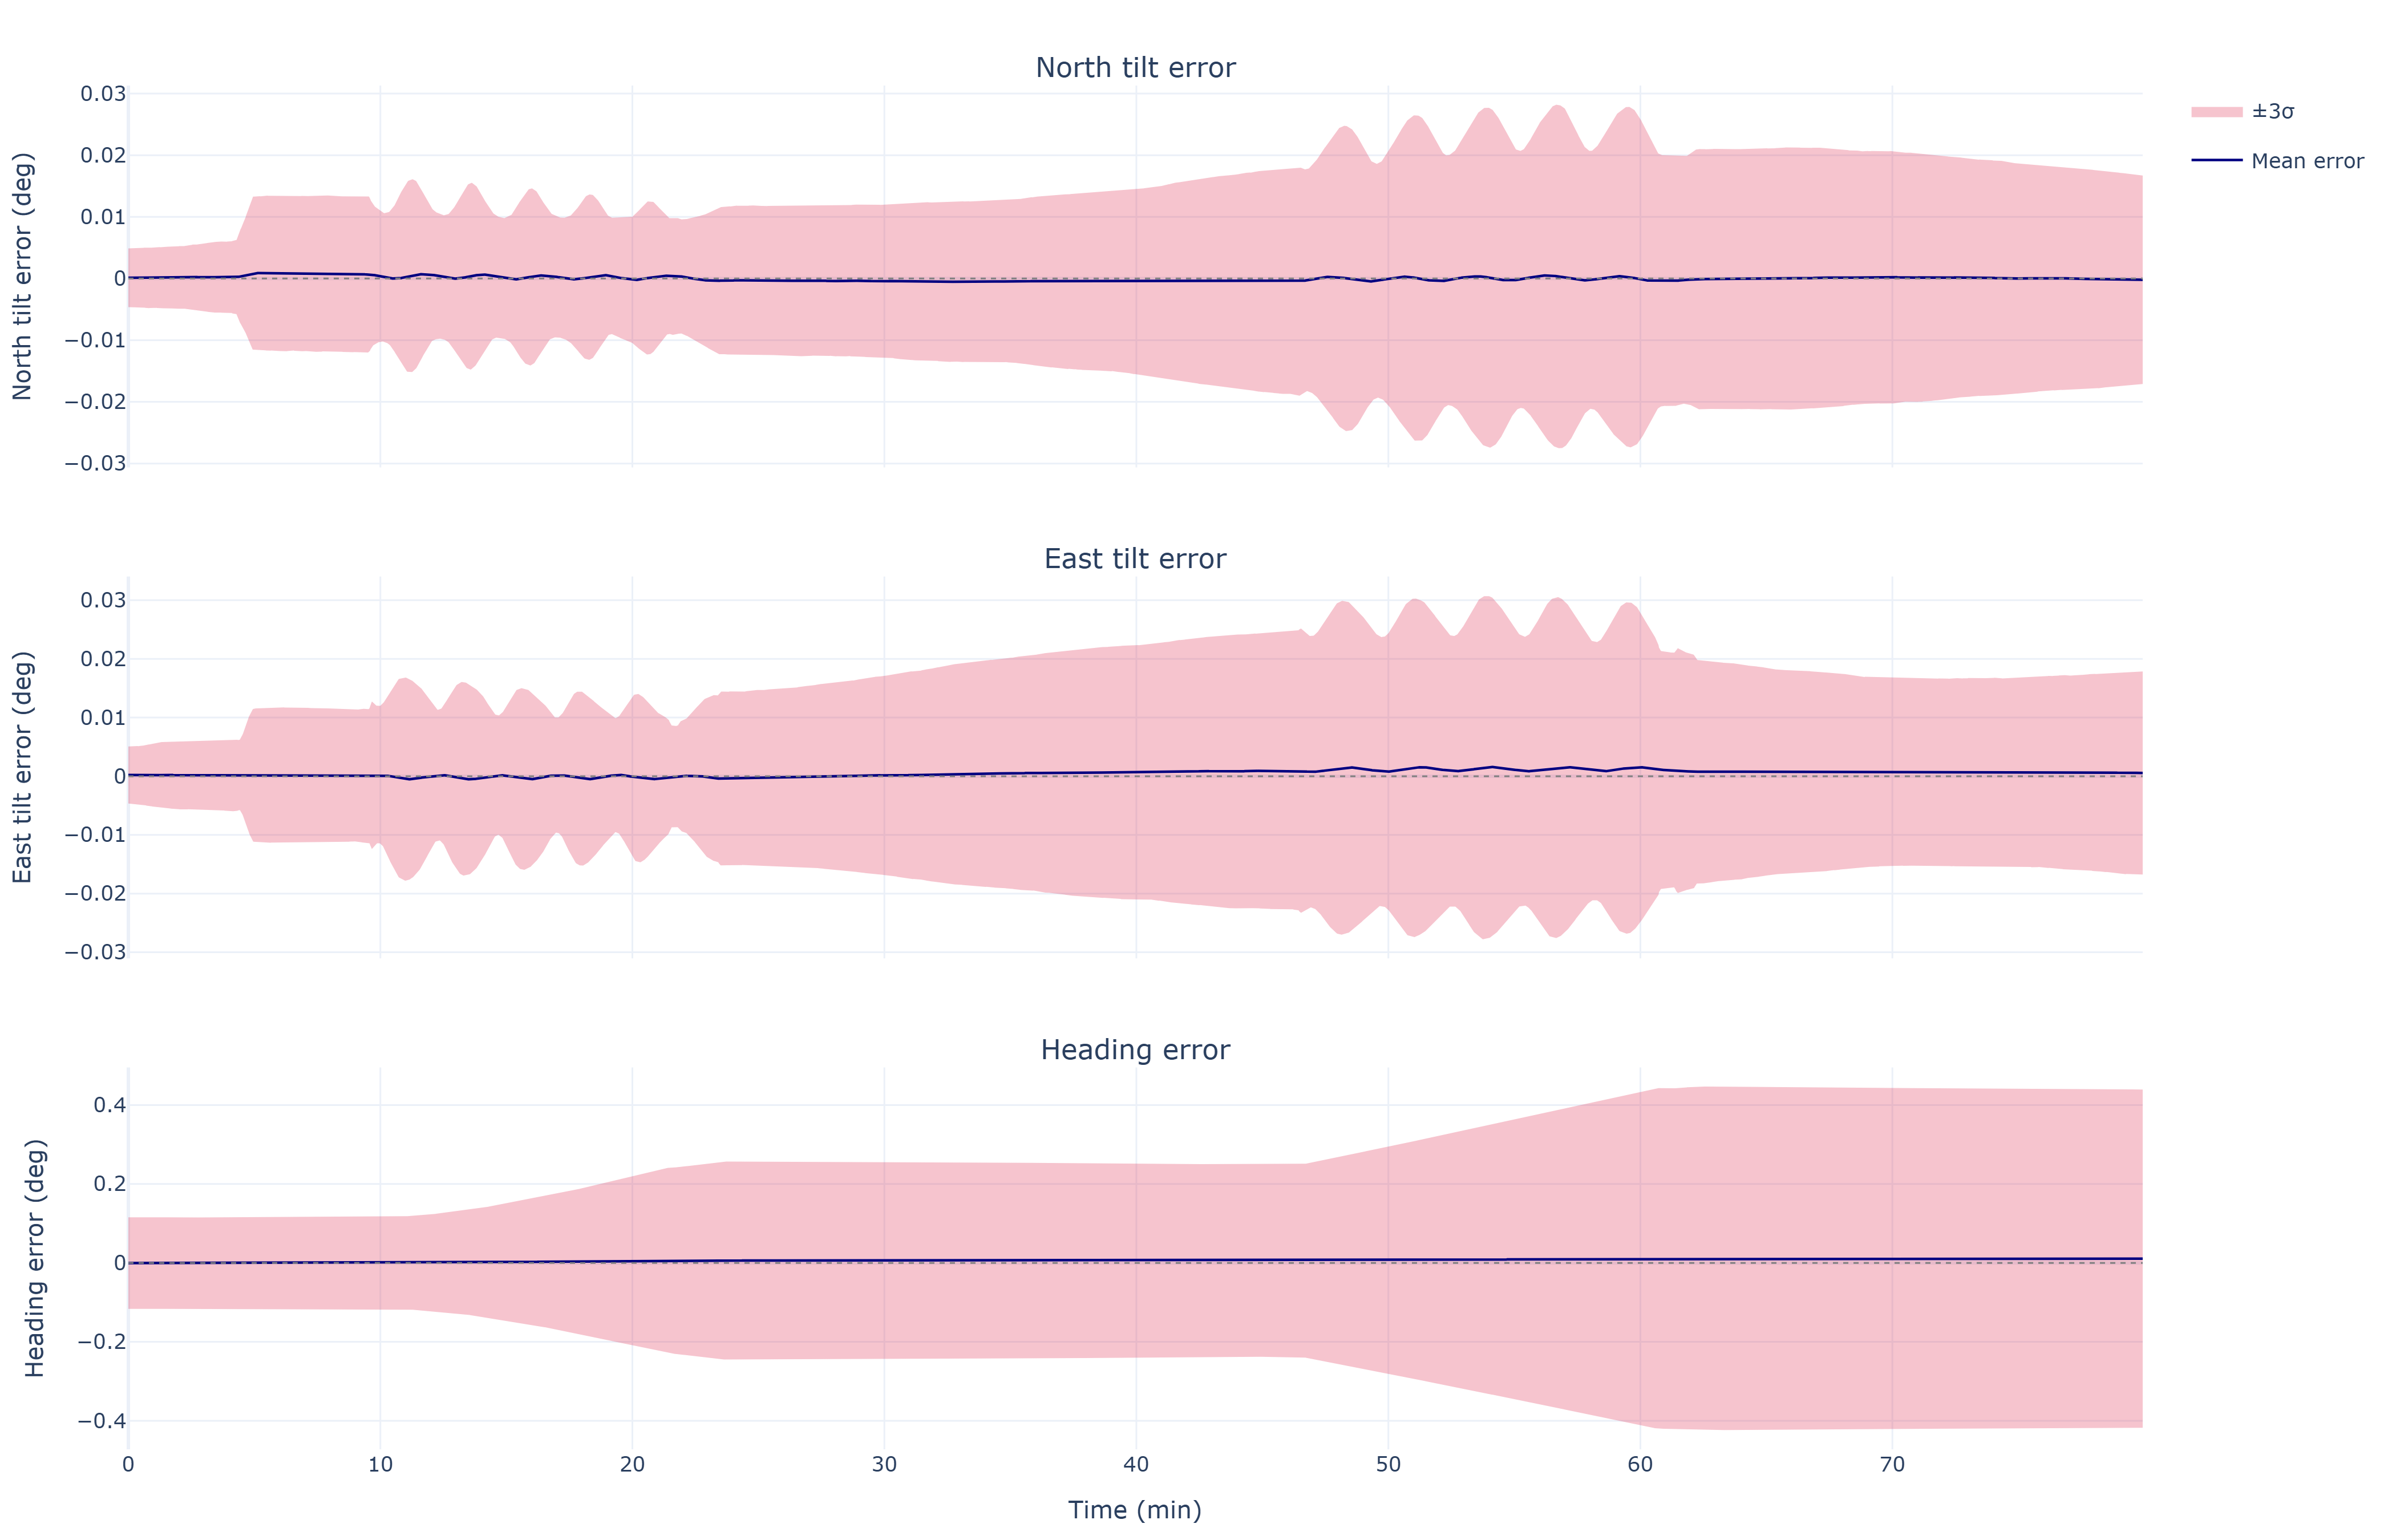 North tilt error
0.03
0.02
0.01
0
−0.01
−0.02
−0.03
North tilt error (deg)
±3σ
Mean error
East tilt error
0.03
0.02
0.01
0
−0.01
−0.02
−0.03
East tilt error (deg)
Heading error
0.4
0.2
0
−0.2
−0.4
Heading error (deg)
0 10 20 30 40 50 60 70
Time (min)